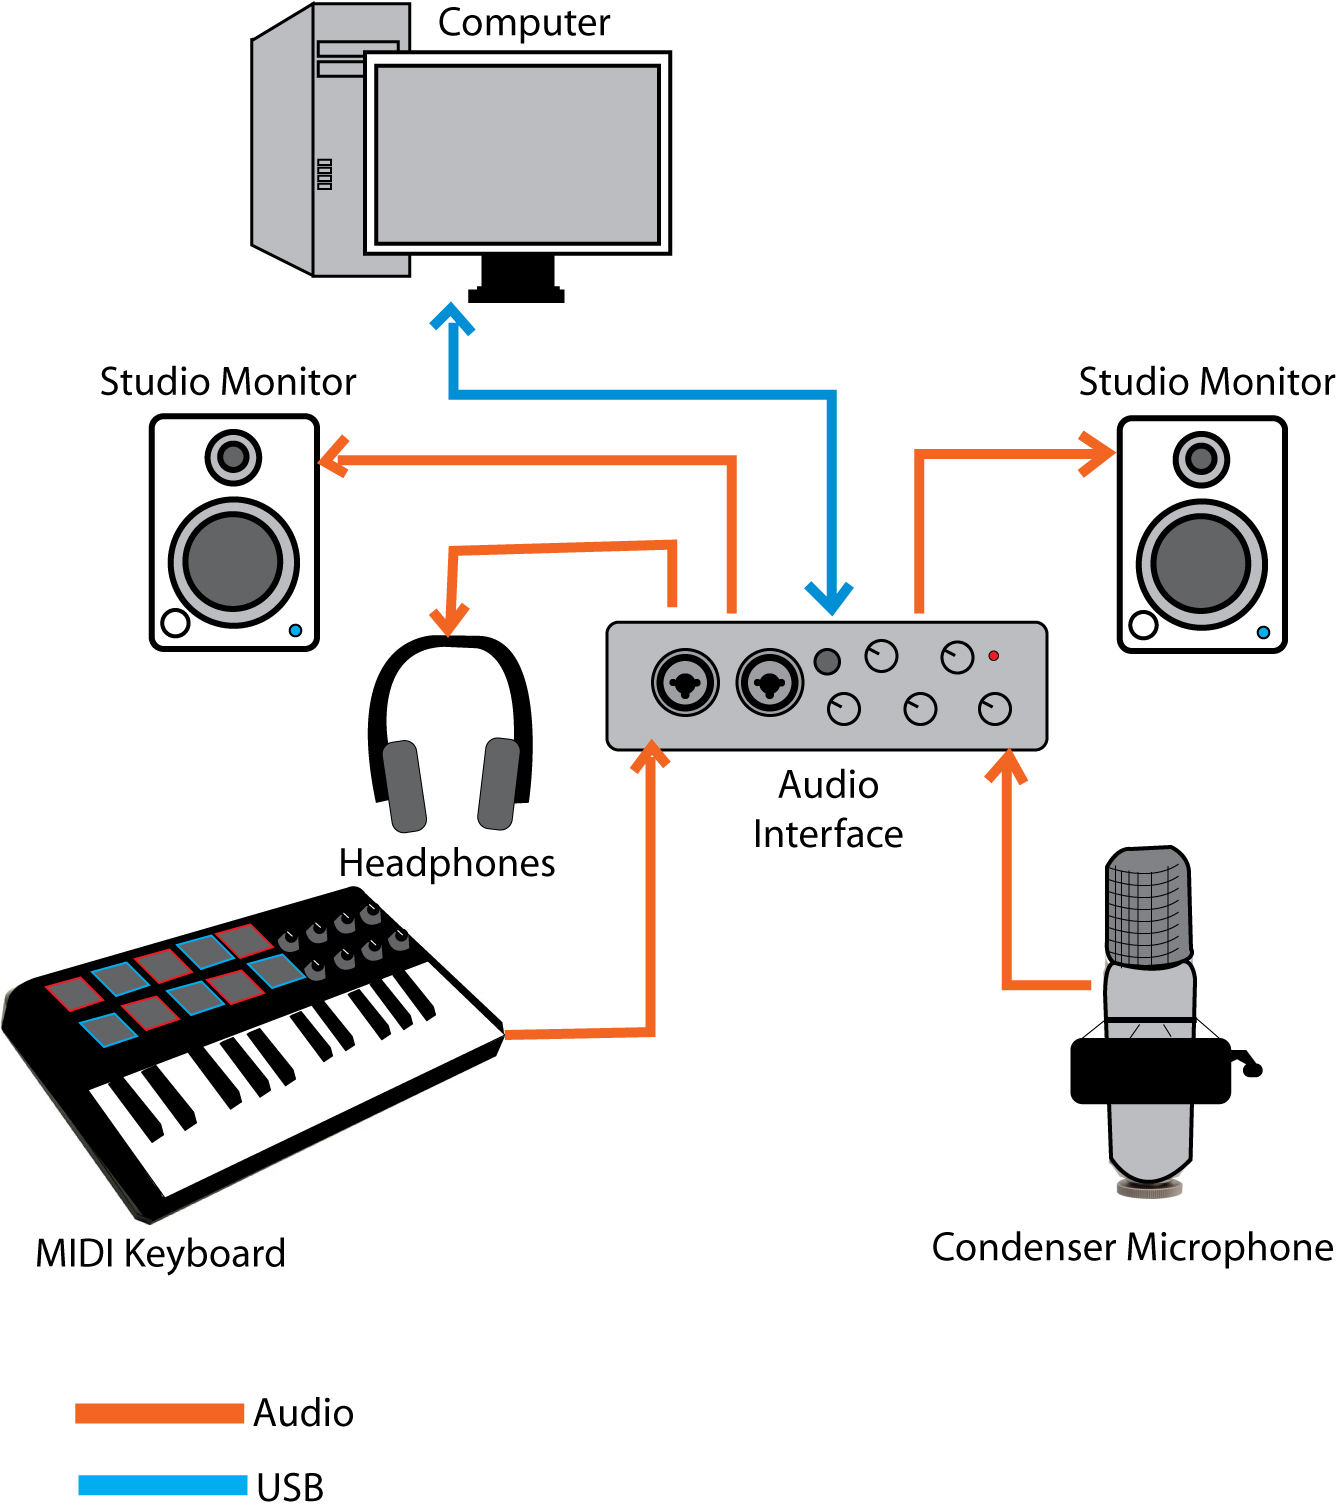 Computer
Studio Monitor
Studio Monitor
Audio
Interface
Headphones
MIDI Keyboard
Condenser Microphone
Audio
USB